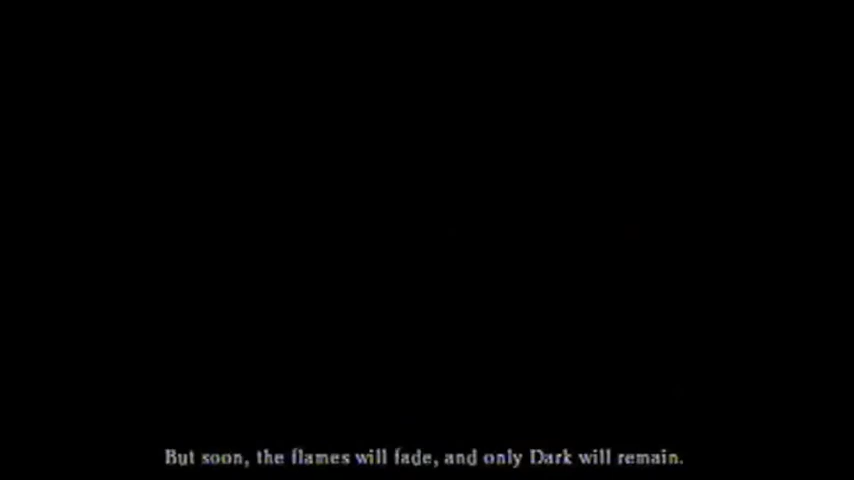 But soon, the flames will fade, and only Dark will remain.